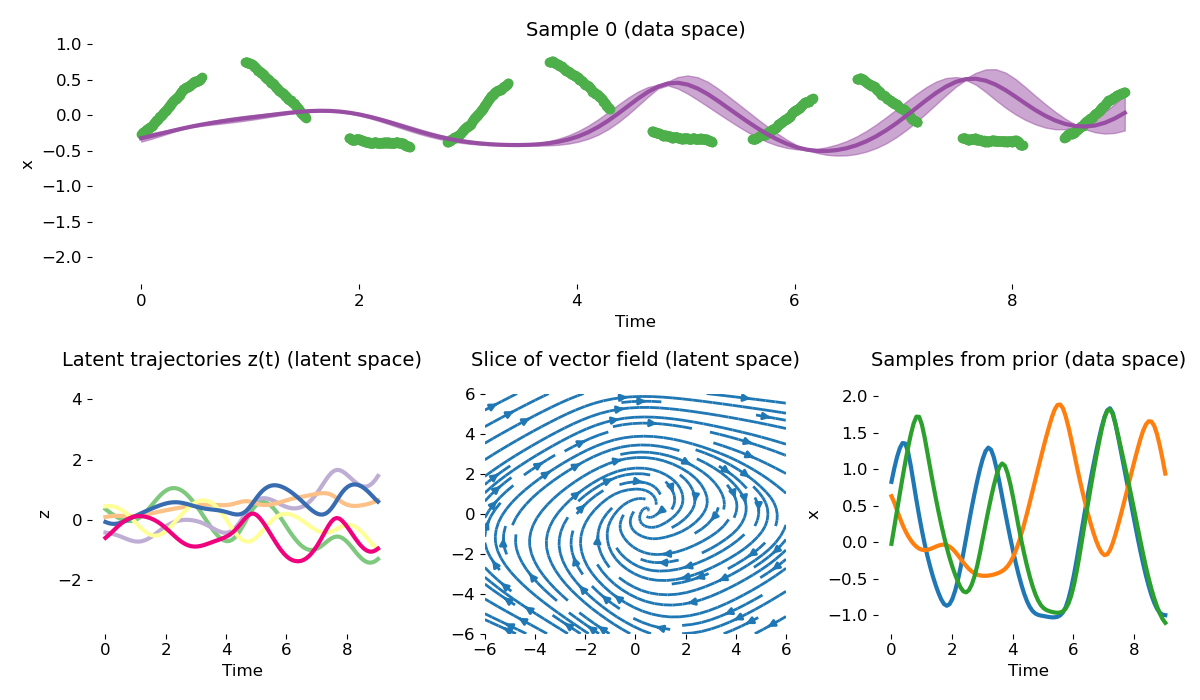 Sample 0 (data space)
1.0
0.5
0.0
−0.5
−1.0
−1.5
−2.0
x
0 2 4 6 8
Time
Latent trajectories z(t) (latent space)
4
2
0
−2
z
0 2 4 6 8
Time
Slice of vector field (latent space)
6
4
2
0
−2
−4
−6
−6 −4 −2 0 2 4 6
Samples from prior (data space)
2.0
1.5
1.0
0.5
0.0
−0.5
−1.0
x
0 2 4 6 8
Time